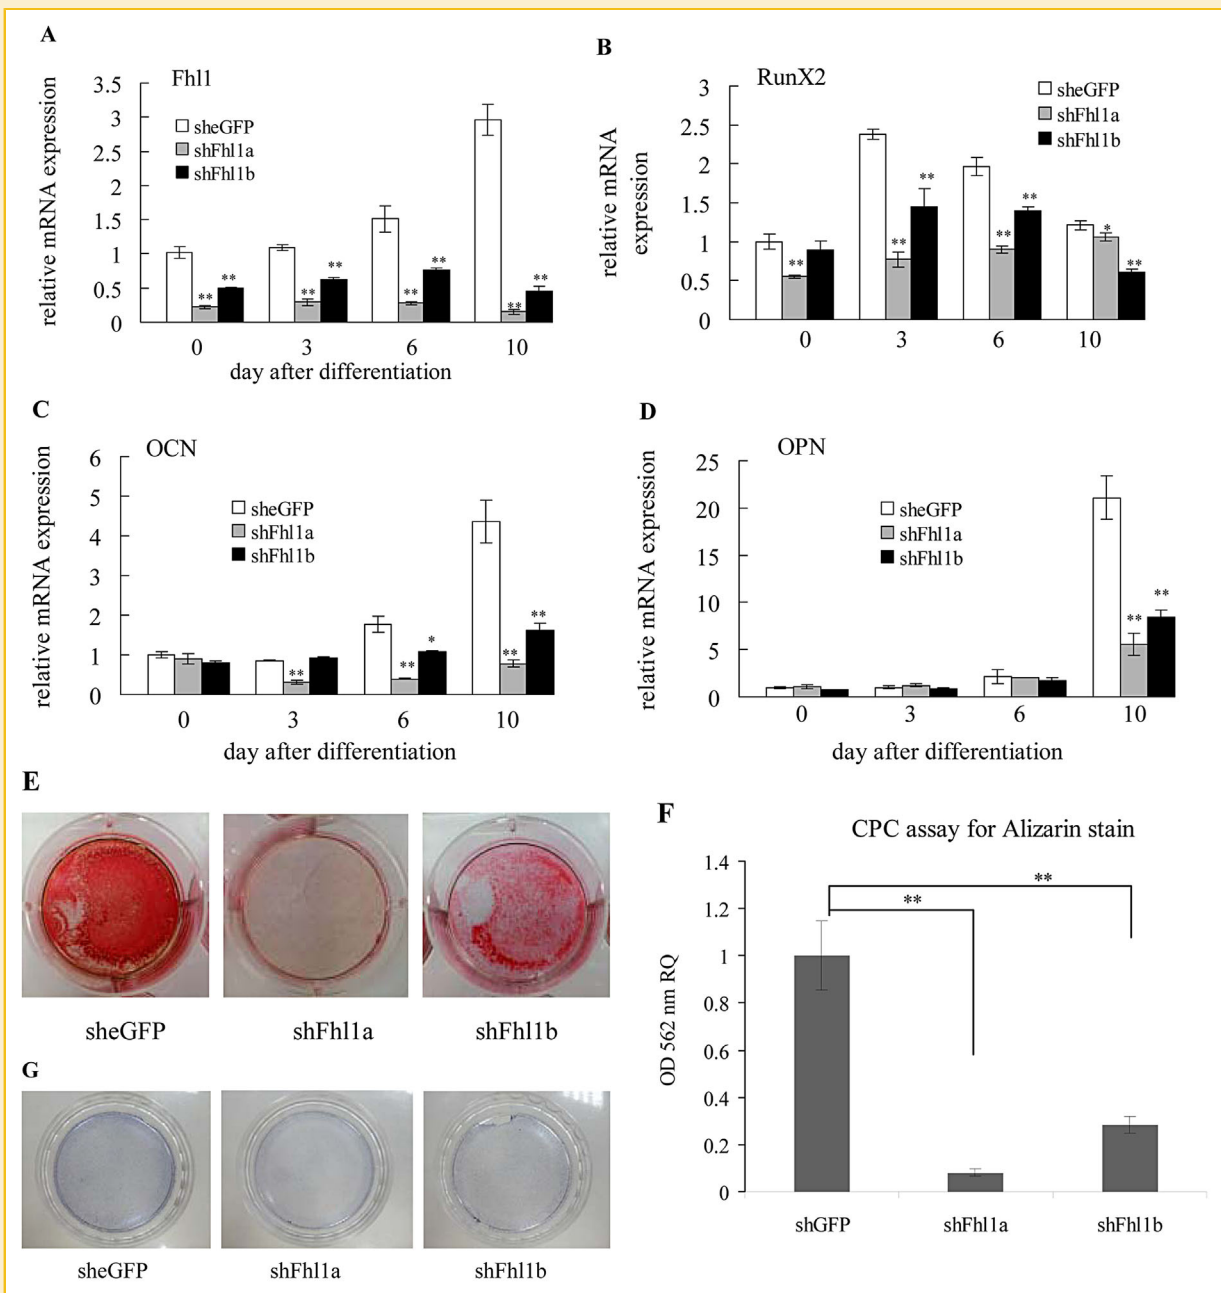 A
Fhl1
relative mRNA expression
3.5
3
2.5
2
1.5
1
0.5
0
sheGFP
shFhl1a
shFhl1b
**
**
**
**
**
**
**
**
0 3 6 10
day after differentiation
B
RunX2
relative mRNA
expression
3
2.5
2
1.5
1
0.5
0
sheGFP
shFhl1a
shFhl1b
**
**
**
**
**
*
**
0 3 6 10
C
OCN
relative mRNA expression
6
5
4
3
2
1
0
sheGFP
shFhl1a
shFhl1b
**
**
*
**
**
0 3 6 10
day after differentiation
D
OPN
relative mRNA expression
25
20
15
10
5
0
sheGFP
shFhl1a
shFhl1b
**
**
0 3 6 10
day after differentiation
E
sheGFP shFhl1a shFhl1b
F
CPC assay for Alizarin stain
OD 562 nm RQ
1.4
1.2
1
0.8
0.6
0.4
0.2
0
**
**
shGFP shFhl1a shFhl1b
G
sheGFP shFhl1a shFhl1b